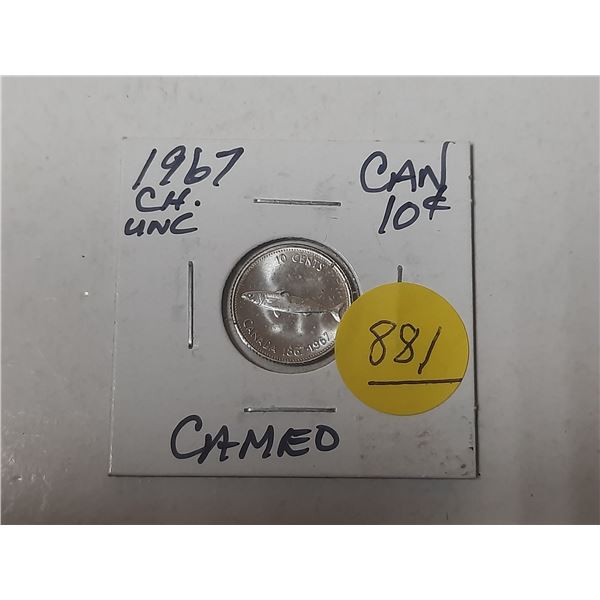 1967
CH.
UNC
CAN
10¢
10 CENTS
CANADA 1867-1967
881
CAMEO